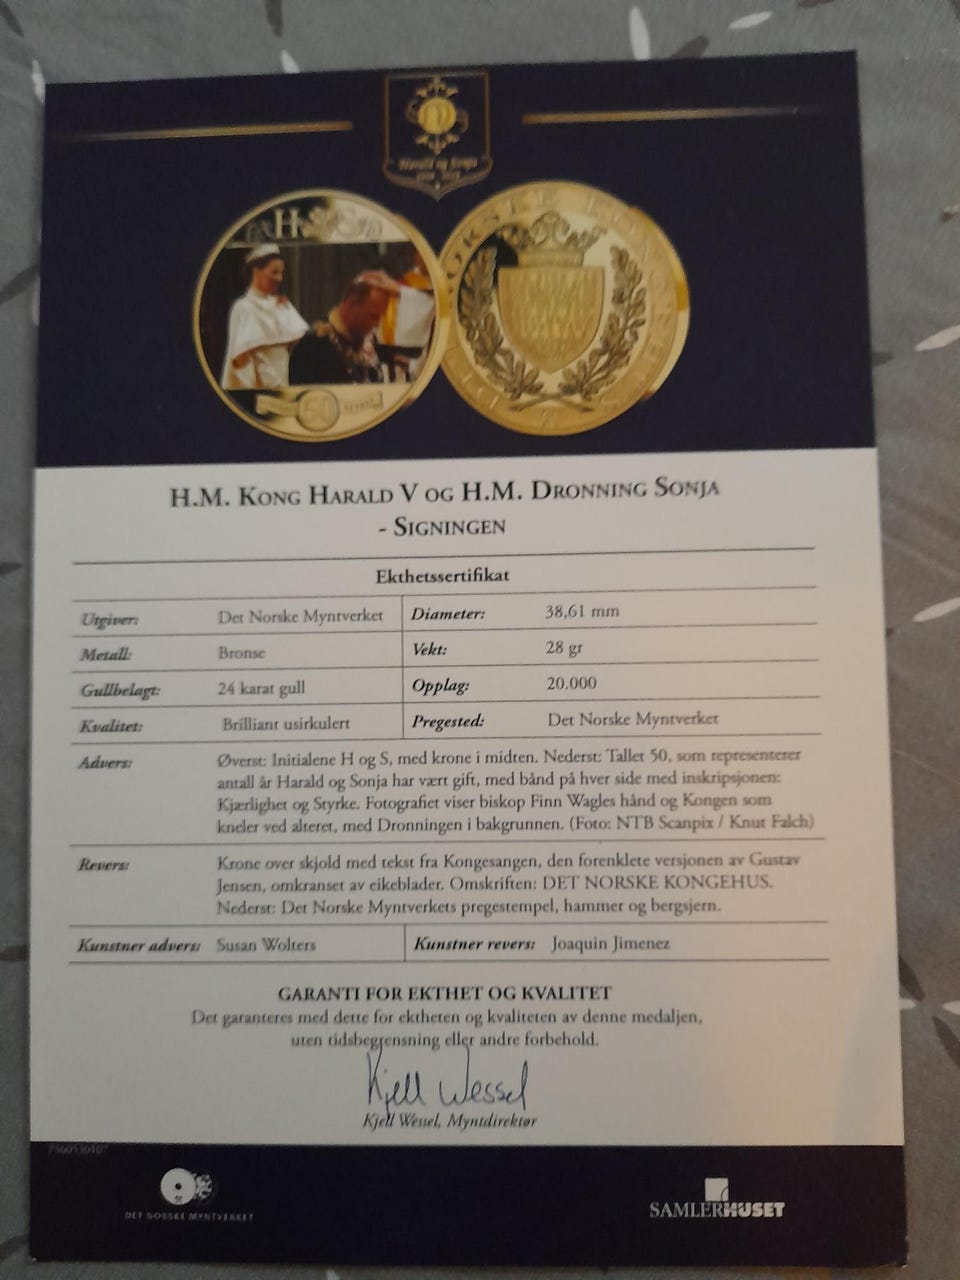 Harald og Sonja
H S
50
H.M. KONG HARALD V OG H.M. DRONNING SONJA
- SIGNINGEN
Ekthetssertifikat
Utgiver: Det Norske Myntverket Diameter: 38,61 mm
Metall: Bronse Vekt: 28 gr
Gullbelagt: 24 karat gull Opplag: 20.000
Kvalitet: Brilliant usirkulert Pregested: Det Norske Myntverket
Advers: Øverst: Initialene H og S, med krone i midten. Nederst: Tallet 50, som representerer
antall år Harald og Sonja har vært gift, med bånd på hver side med inskripsjonen:
Kjærlighet og Styrke. Fotografiet viser biskop Finn Wagles hånd og Kongen som
kneler ved alteret, med Dronningen i bakgrunnen. (Foto: NTB Scanpix / Knut Falch)
Revers: Krone over skjold med tekst fra Kongesangen, den forenklete versjonen av Gustav
Jensen, omkranset av eikeblader. Omskriften: DET NORSKE KONGEHUS.
Nederst: Det Norske Myntverkets pregestempel, hammer og bergsjern.
Kunstner advers: Susan Wolters Kunstner revers: Joaquin Jimenez
GARANTI FOR EKTHET OG KVALITET
Det garanteres med dette for ektheten og kvaliteten av denne medaljen,
uten tidsbegrensning eller andre forbehold.
Kjell Wessel
Kjell Wessel, Myntdirektør
DET NORSKE MYNTVERKET
SAMLERHUSET